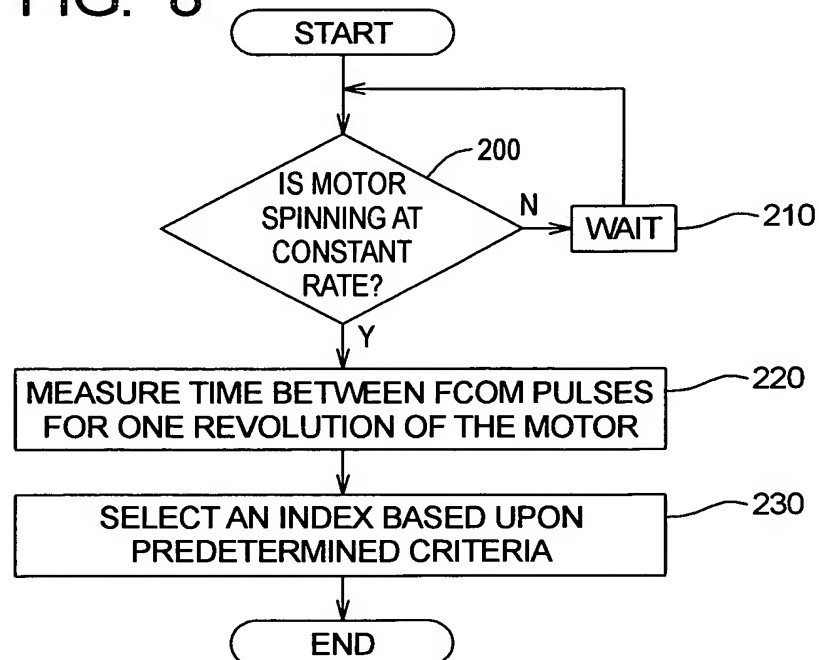 FIG. 8
START
200
IS MOTOR
SPINNING AT
CONSTANT
RATE?
N
WAIT
210
Y
MEASURE TIME BETWEEN FCOM PULSES
FOR ONE REVOLUTION OF THE MOTOR
220
SELECT AN INDEX BASED UPON
PREDETERMINED CRITERIA
230
END